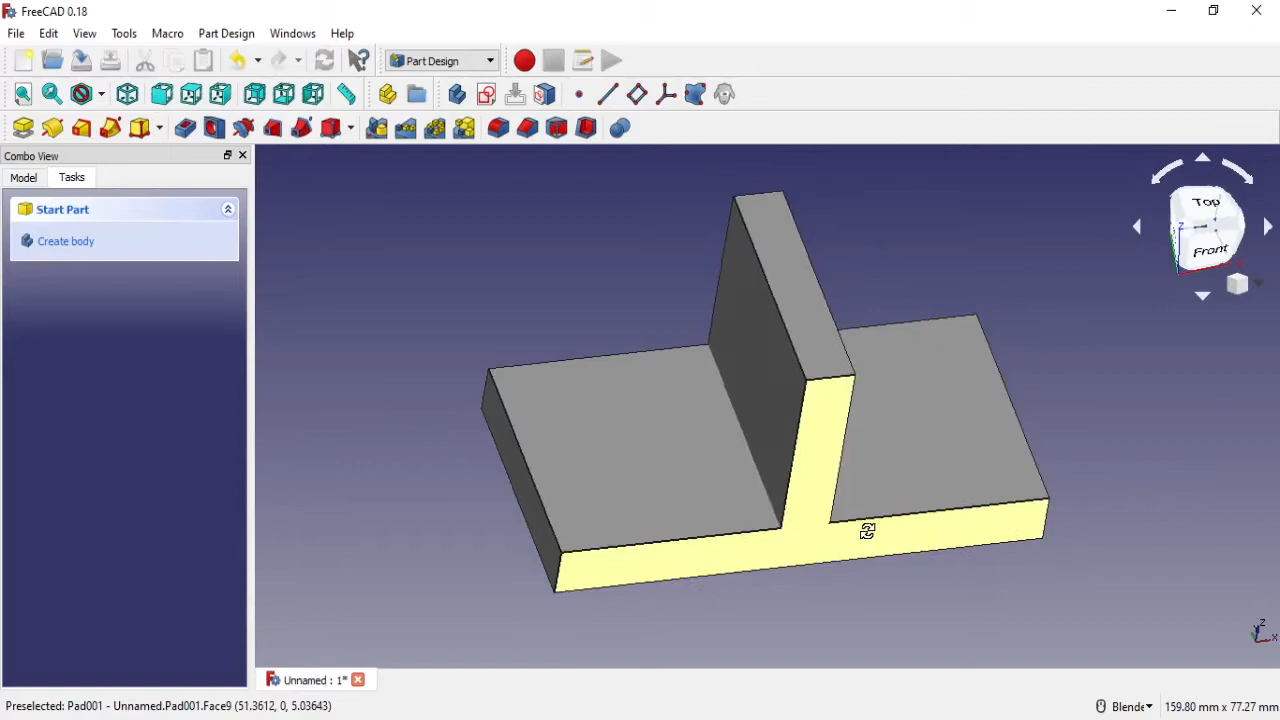 FreeCAD 0.18
File Edit View Tools Macro Part Design Windows Help
Part Design
Combo View
Model Tasks
Start Part
Create body
Top
Front
Z
Z
X
Unnamed : 1*
Preselected: Pad001 - Unnamed.Pad001.Face9 (51.3612, 0, 5.03643) Blende 159.80 mm x 77.27 mm